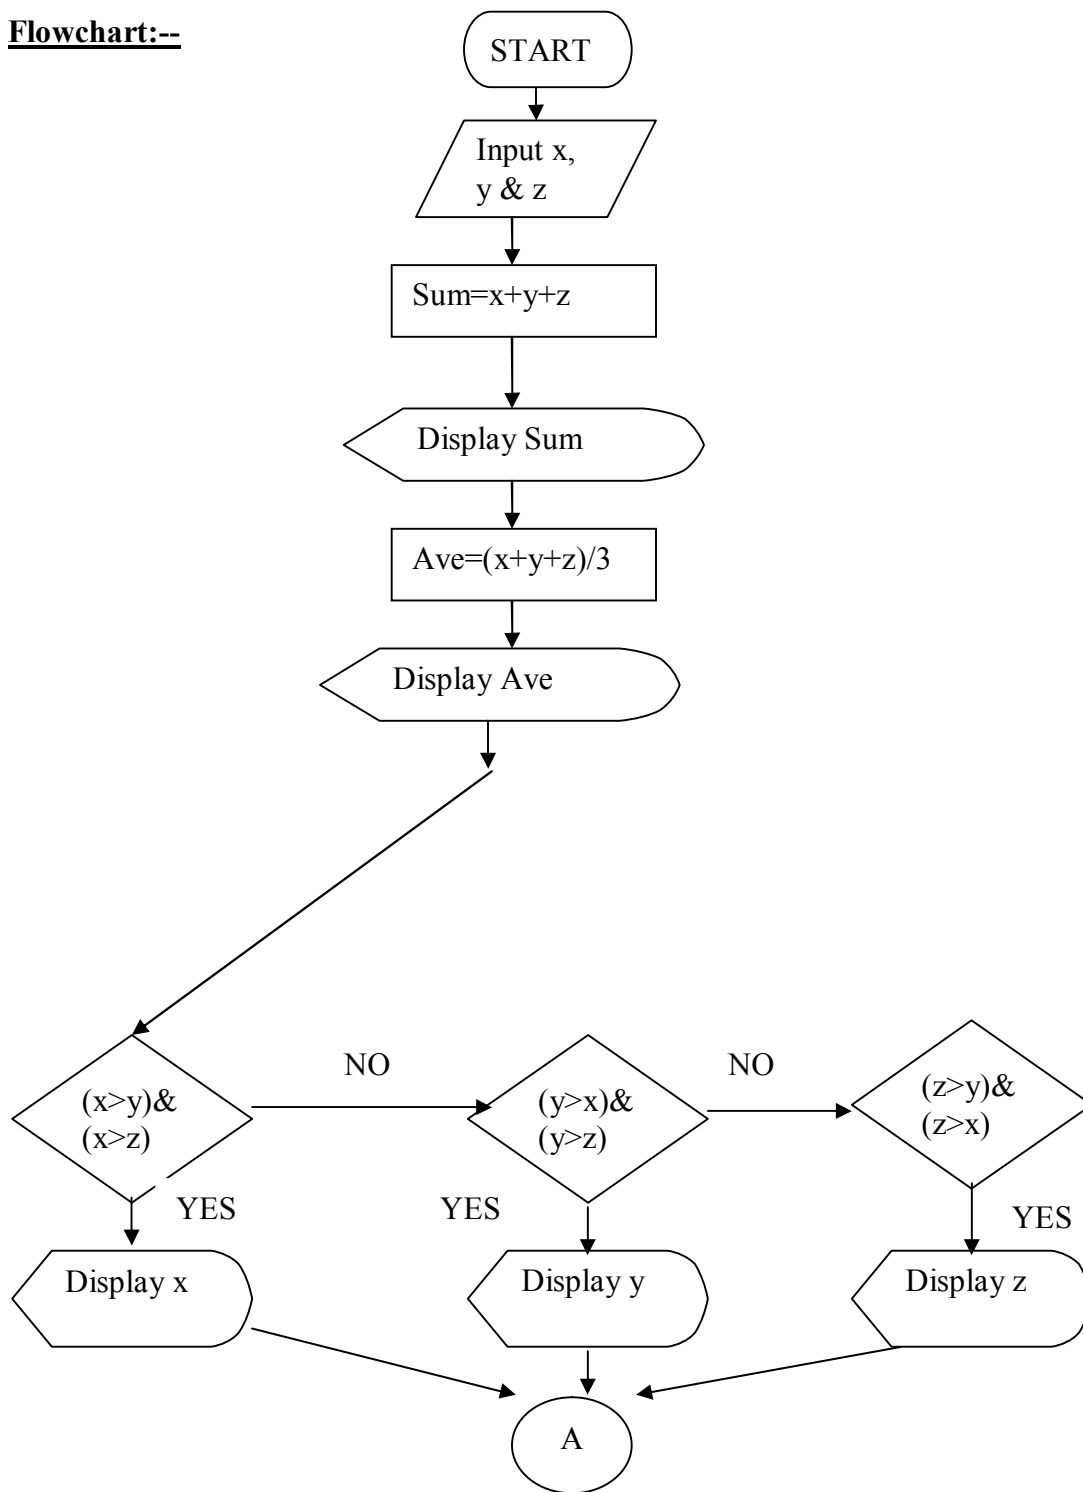 Flowchart:--
START
Input x,
y & z
Sum=x+y+z
Display Sum
Ave=(x+y+z)/3
Display Ave
(x>y)&
(x>z)
NO
(y>x)&
(y>z)
NO
(z>y)&
(z>x)
YES
YES
YES
Display x
Display y
Display z
A